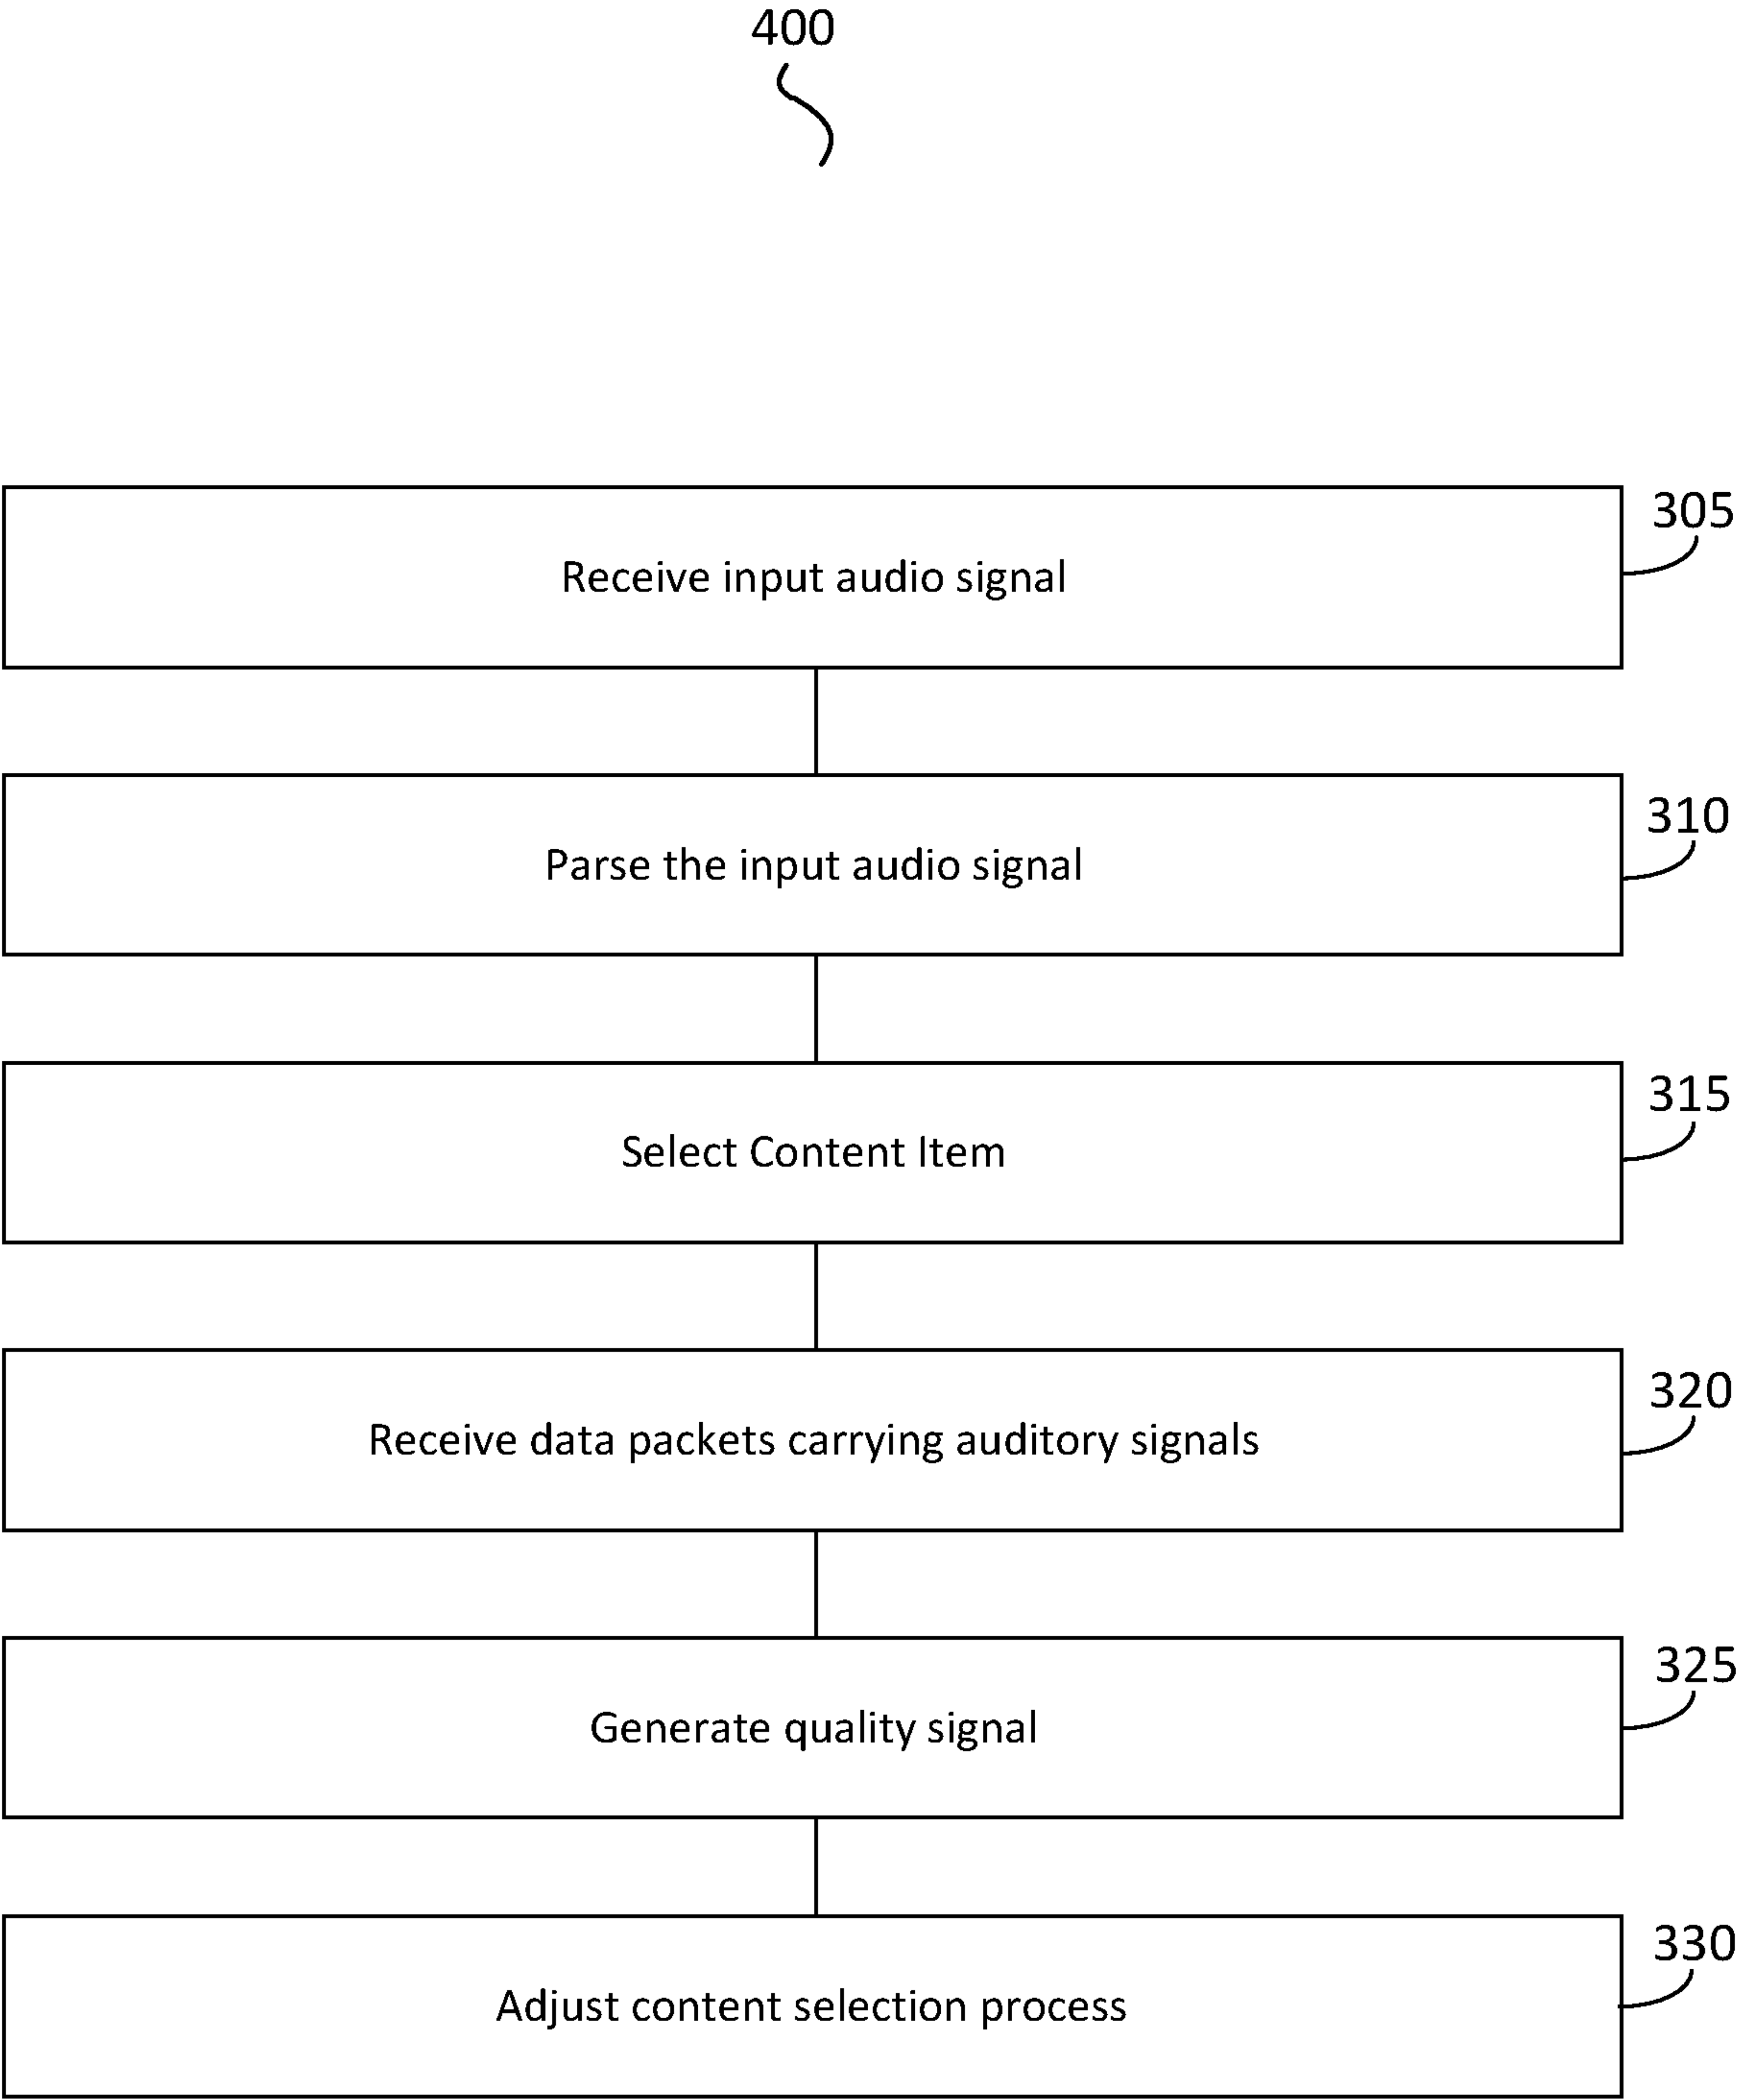 400
305
Receive input audio signal
310
Parse the input audio signal
315
Select Content Item
320
Receive data packets carrying auditory signals
325
Generate quality signal
330
Adjust content selection process